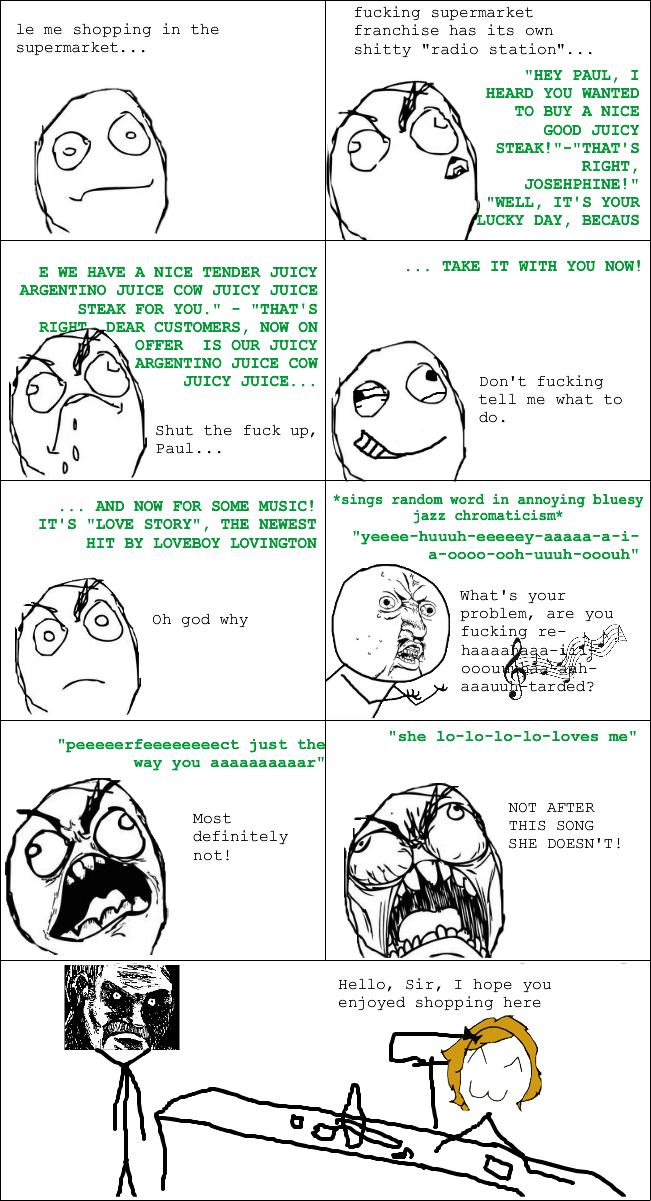 le me shopping in the
supermarket...
fucking supermarket
franchise has its own
shitty "radio station"...
"HEY PAUL, I
HEARD YOU WANTED
TO BUY A NICE
GOOD JUICY
STEAK!"-"THAT'S
RIGHT,
JOSEHPHINE!"
"WELL, IT'S YOUR
LUCKY DAY, BECAUS
E WE HAVE A NICE TENDER JUICY
ARGENTINO JUICE COW JUICY JUICE
STEAK FOR YOU." - "THAT'S
RIGHT, DEAR CUSTOMERS, NOW ON
OFFER  IS OUR JUICY
ARGENTINO JUICE COW
JUICY JUICE...
Shut the fuck up,
Paul...
... TAKE IT WITH YOU NOW!
Don't fucking
tell me what to
do.
... AND NOW FOR SOME MUSIC!
IT'S "LOVE STORY", THE NEWEST
HIT BY LOVEBOY LOVINGTON
Oh god why
*sings random word in annoying bluesy
jazz chromaticism*
"yeeee-huuuh-eeeeey-aaaaa-a-i-
a-oooo-ooh-uuuh-ooouh"
What's your
problem, are you
fucking re-
aaauuh-tarded?
"peeeeerfeeeeeeeect just the
way you aaaaaaaaaar"
Most
definitely
not!
"she lo-lo-lo-lo-loves me"
NOT AFTER
THIS SONG
SHE DOESN'T!
Hello, Sir, I hope you
enjoyed shopping here